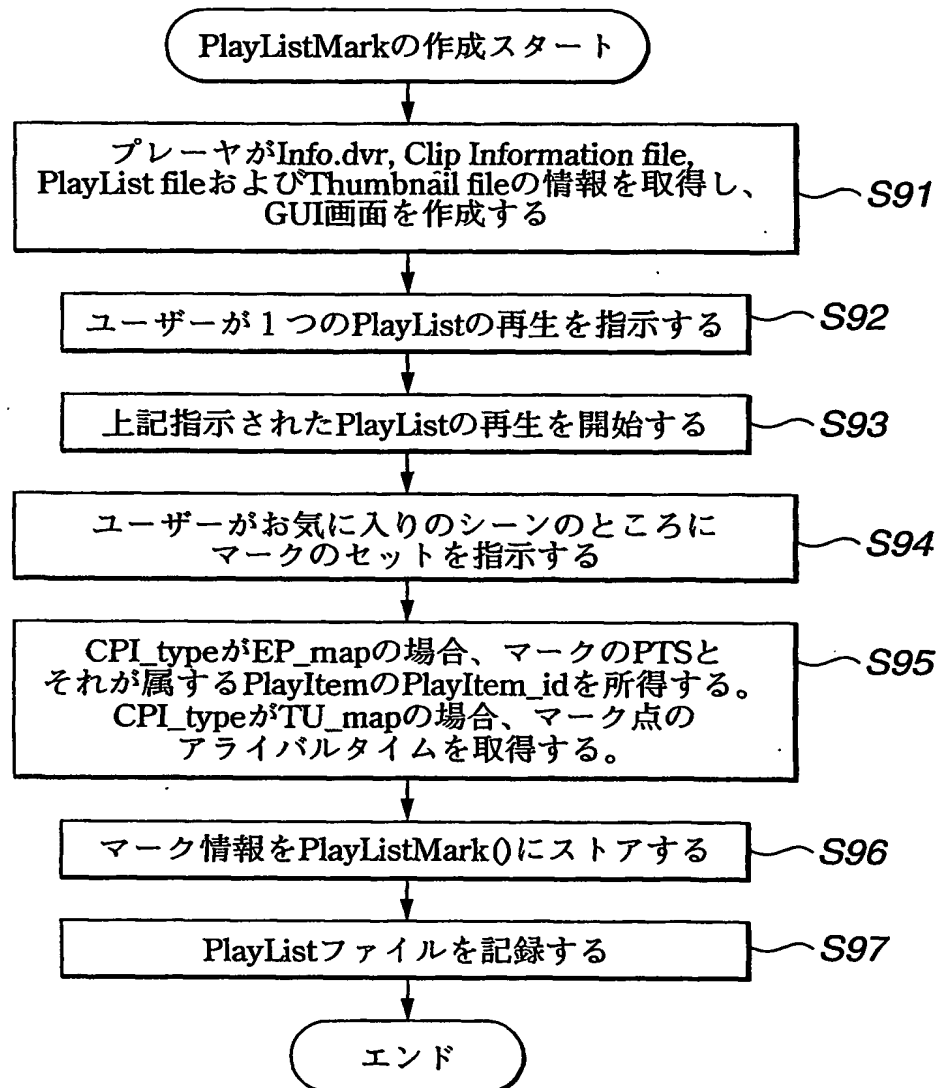 PlayListMarkの作成スタート
プレーヤがInfo.dvr, Clip Information file,
PlayList fileおよびThumbnail fileの情報を取得し、
GUI画面を作成する
S91
ユーザーが１つのPlayListの再生を指示する
S92
上記指示されたPlayListの再生を開始する
S93
ユーザーがお気に入りのシーンのところに
マークのセットを指示する
S94
CPI_typeがEP_mapの場合、マークのPTSと
それが属するPlayItemのPlayItem_idを所得する。
CPI_typeがTU_mapの場合、マーク点の
アライバルタイムを取得する。
S95
マーク情報をPlayListMark()にストアする
S96
PlayListファイルを記録する
S97
エンド